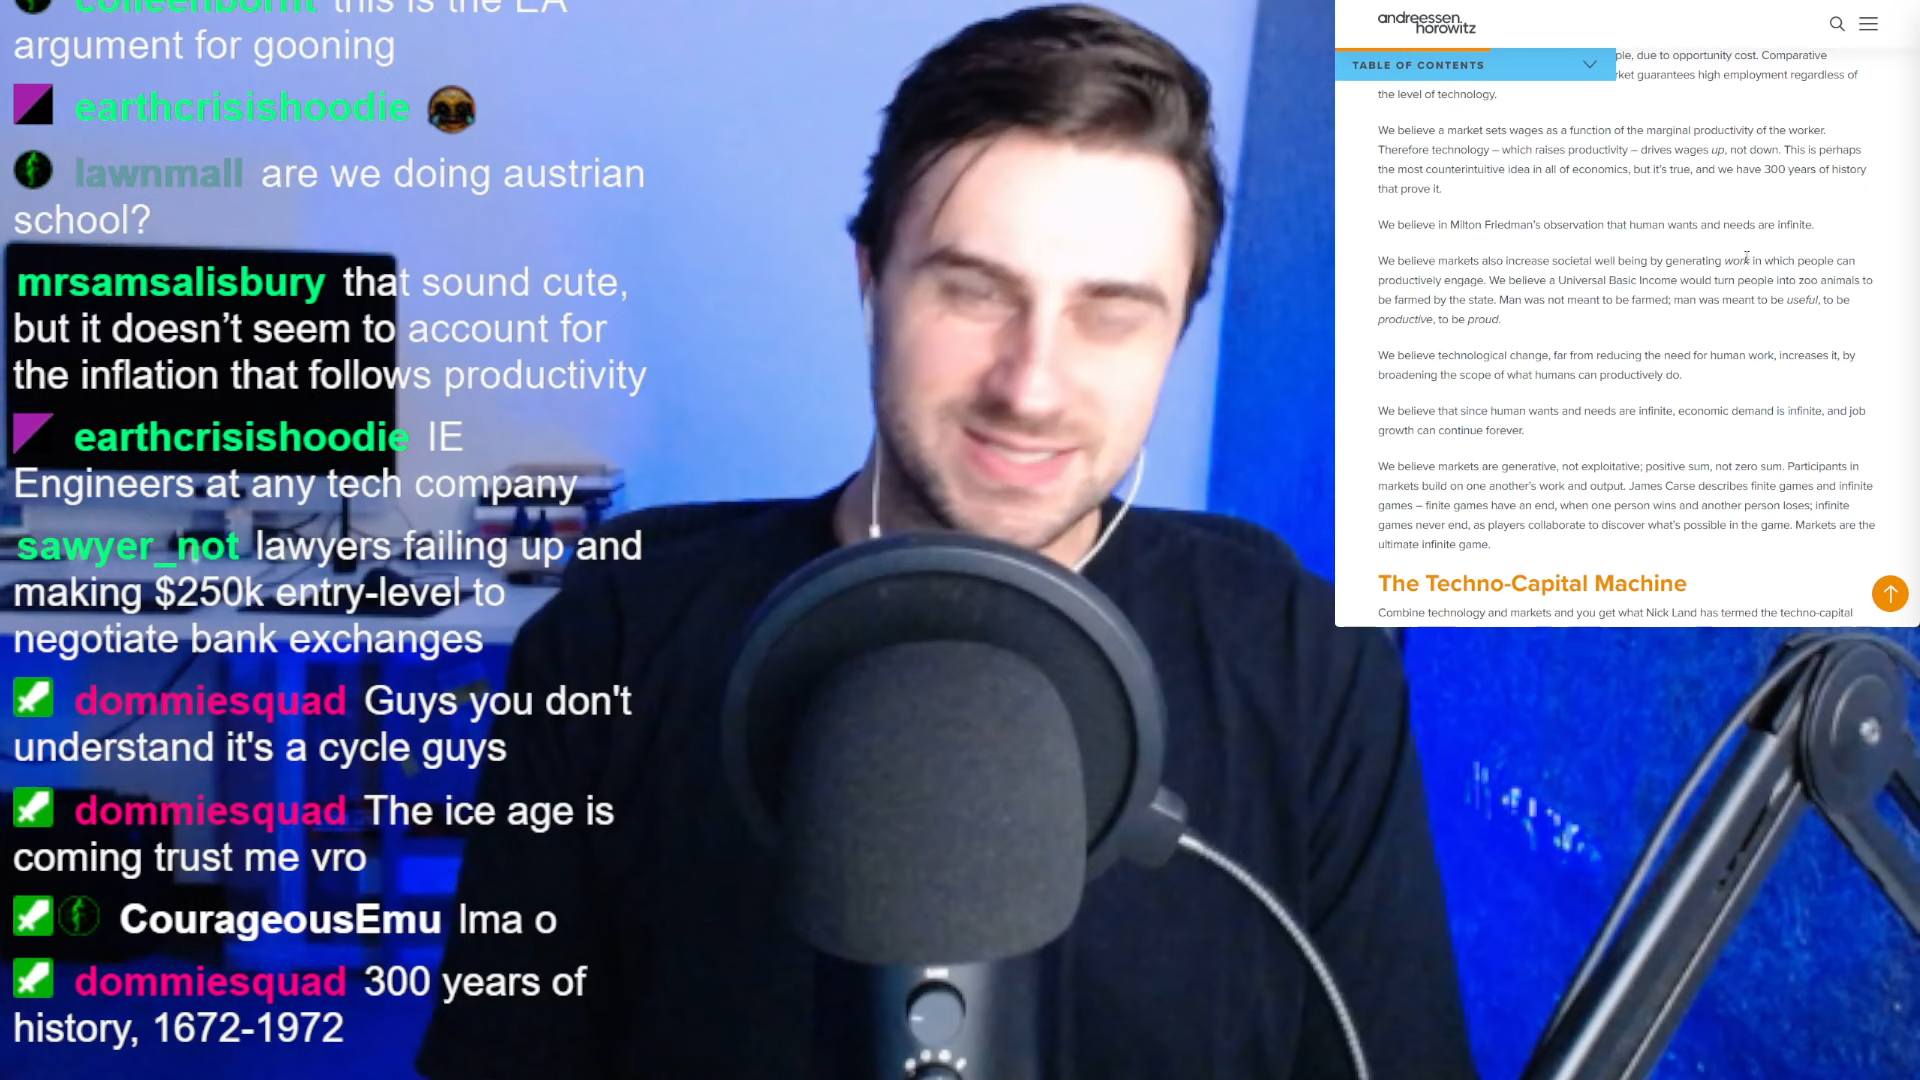 colleenbornt this is the EA
argument for gooning
earthcrisishoodie
lawnmall are we doing austrian
school?
mrsamsalisbury that sound cute,
but it doesn't seem to account for
the inflation that follows productivity
earthcrisishoodie IE
Engineers at any tech company
sawyer_not lawyers failing up and
making $250k entry-level to
negotiate bank exchanges
dommiesquad Guys you don't
understand it's a cycle guys
dommiesquad The ice age is
coming trust me vro
CourageousEmu lma o
dommiesquad 300 years of
history, 1672-1972
andreessen.
horowitz
TABLE OF CONTENTS
ple, due to opportunity cost. Comparative
rket guarantees high employment regardless of
the level of technology.
We believe a market sets wages as a function of the marginal productivity of the worker.
Therefore technology – which raises productivity – drives wages up, not down. This is perhaps
the most counterintuitive idea in all of economics, but it's true, and we have 300 years of history
that prove it.
We believe in Milton Friedman's observation that human wants and needs are infinite.
We believe markets also increase societal well being by generating work in which people can
productively engage. We believe a Universal Basic Income would turn people into zoo animals to
be farmed by the state. Man was not meant to be farmed; man was meant to be useful, to be
productive, to be proud.
We believe technological change, far from reducing the need for human work, increases it, by
broadening the scope of what humans can productively do.
We believe that since human wants and needs are infinite, economic demand is infinite, and job
growth can continue forever.
We believe markets are generative, not exploitative; positive sum, not zero sum. Participants in
markets build on one another's work and output. James Carse describes finite games and infinite
games – finite games have an end, when one person wins and another person loses; infinite
games never end, as players collaborate to discover what's possible in the game. Markets are the
ultimate infinite game.
The Techno-Capital Machine
Combine technology and markets and you get what Nick Land has termed the techno-capital